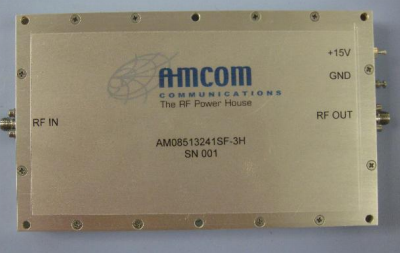 AMCOM
COMMUNICATIONS
The RF Power House
+15V
GND
RF IN
RF OUT
AM08513241SF-3H
SN 001